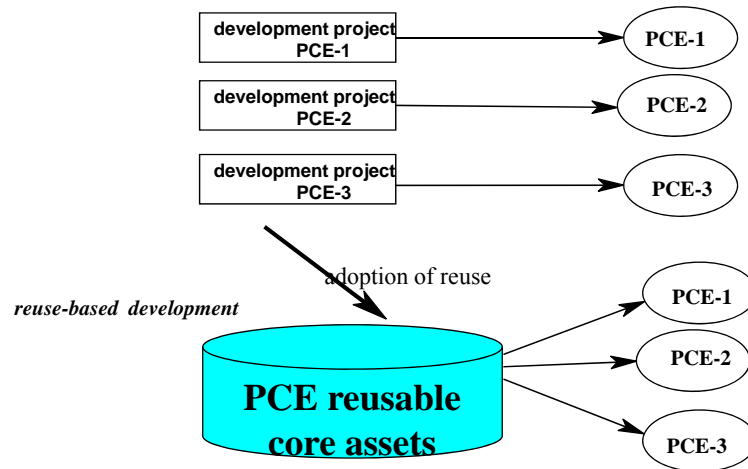 development project
PCE-1
PCE-1
development project
PCE-2
PCE-2
development project
PCE-3
PCE-3
adoption of reuse
reuse-based development
PCE-1
PCE-2
PCE reusable
core assets
PCE-3